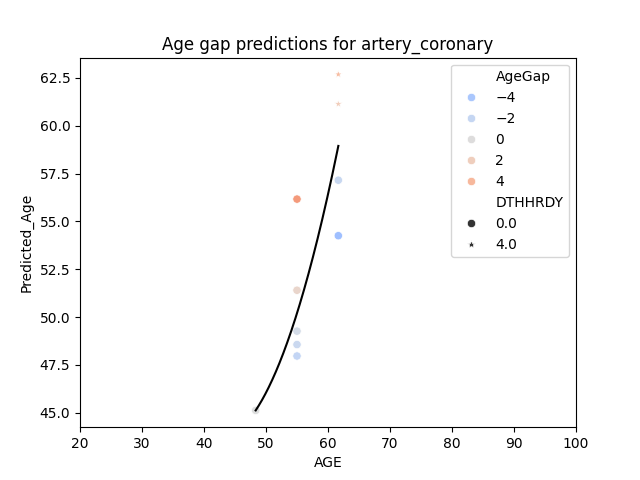 Age gap predictions for artery_coronary
62.5
60.0
57.5
55.0
52.5
50.0
47.5
45.0
Predicted_Age
20 30 40 50 60 70 80 90 100
AGE
AgeGap
−4
−2
0
2
4
DTHHRDY
0.0
4.0